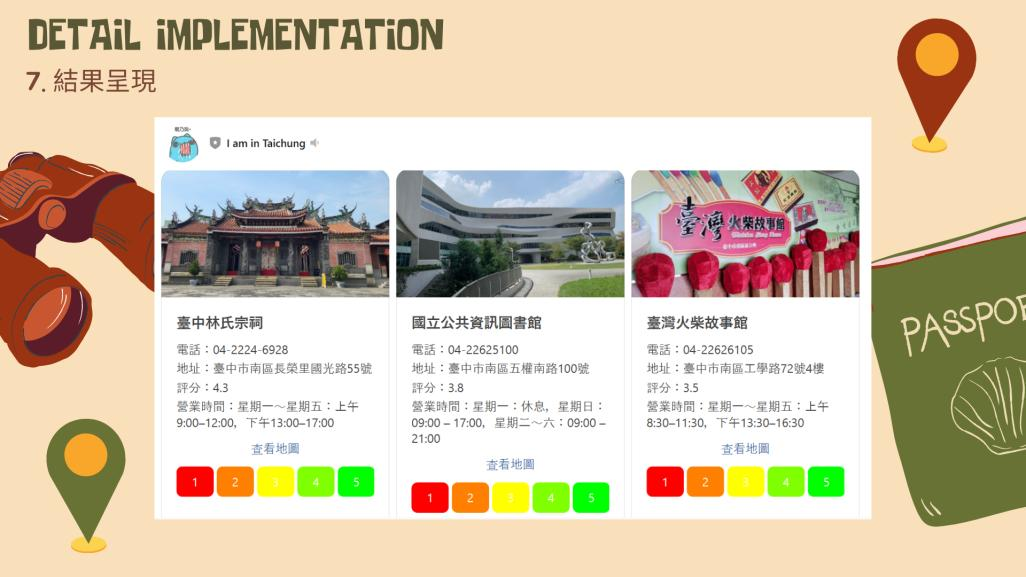 DETAIL IMPLEMENTATION
7. 結果呈現
I am in Taichung
臺灣
火柴故事館
臺中林氏宗祠
電話：04-2224-6928
地址：臺中市南區長榮里國光路55號
評分：4.3
營業時間：星期一～星期五：上午
9:00–12:00, 下午13:00–17:00
查看地圖
1 2 3 4 5
國立公共資訊圖書館
電話：04-22625100
地址：臺中市南區五權南路100號
評分：3.8
營業時間：星期一：休息, 星期日：
09:00 – 17:00, 星期二～六：09:00 –
21:00
查看地圖
1 2 3 4 5
臺灣火柴故事館
電話：04-22626105
地址：臺中市南區工學路72號4樓
評分：3.5
營業時間：星期一～星期五：上午
8:30–11:30, 下午13:30–16:30
查看地圖
1 2 3 4 5